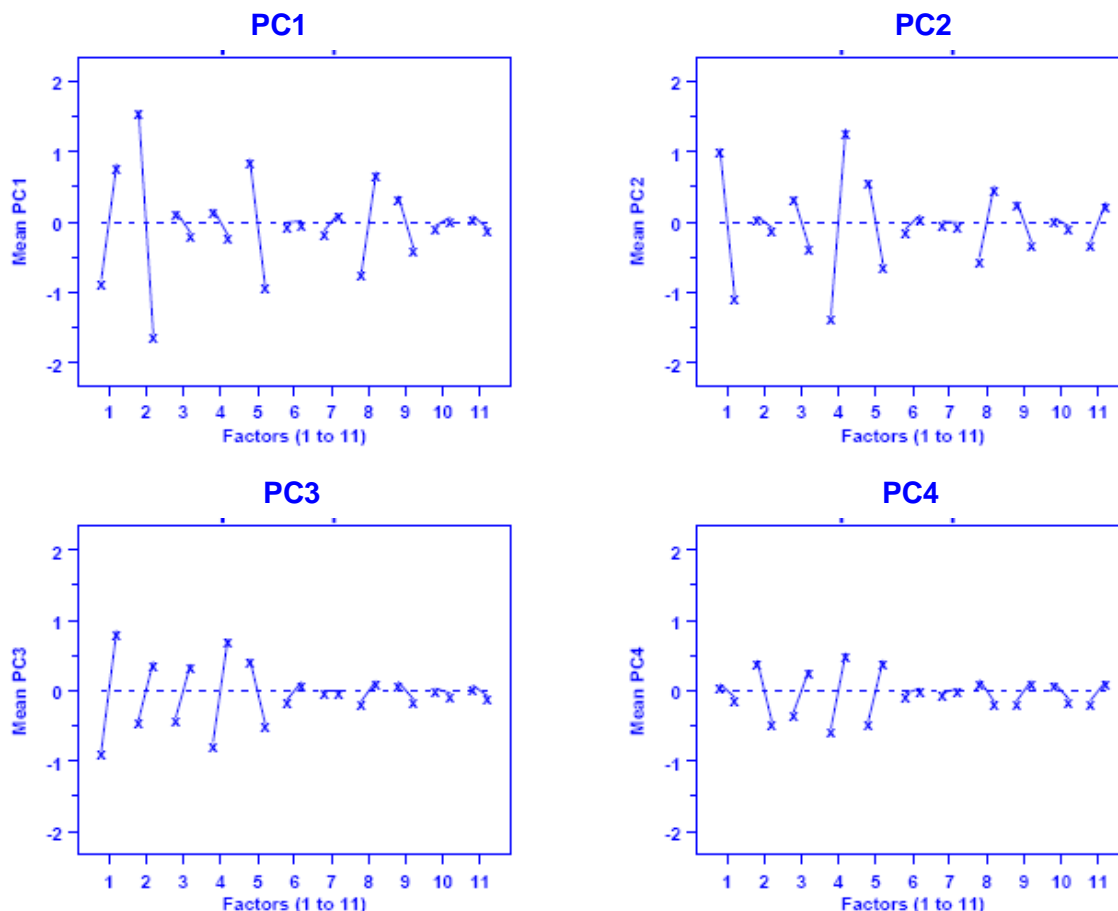 PC1
PC2
2
1
0
-1
-2
Mean PC1
1 2 3 4 5 6 7 8 9 10 11
Factors (1 to 11)
2
1
0
-1
-2
Mean PC2
1 2 3 4 5 6 7 8 9 10 11
Factors (1 to 11)
PC3
PC4
2
1
0
-1
-2
Mean PC3
1 2 3 4 5 6 7 8 9 10 11
Factors (1 to 11)
2
1
0
-1
-2
Mean PC4
1 2 3 4 5 6 7 8 9 10 11
Factors (1 to 11)